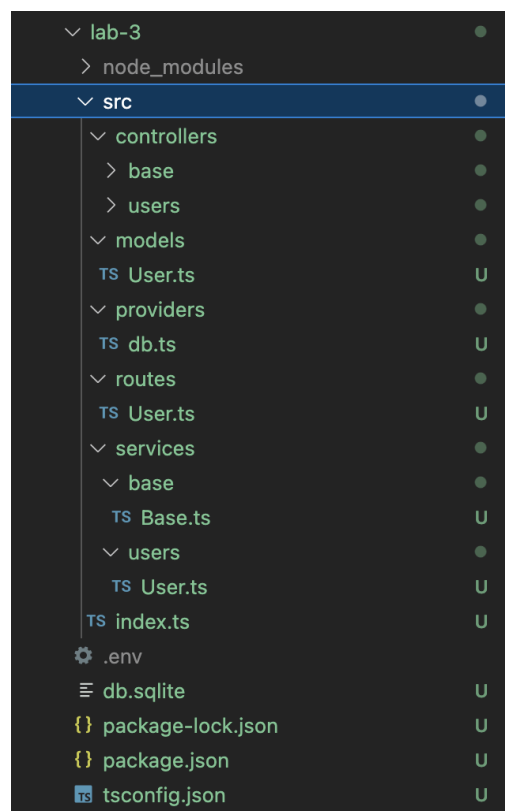 lab-3
node_modules
src
controllers
base
users
models
TS User.ts U
providers
TS db.ts U
routes
TS User.ts U
services
base
TS Base.ts U
users
TS User.ts U
TS index.ts U
.env
db.sqlite U
{} package-lock.json U
{} package.json U
TS tsconfig.json U